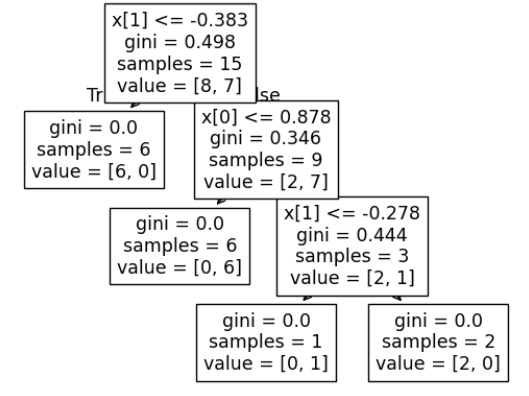 x[1] <= -0.383
gini = 0.498
samples = 15
value = [8, 7]
Tr
lse
gini = 0.0
samples = 6
value = [6, 0]
x[0] <= 0.878
gini = 0.346
samples = 9
value = [2, 7]
gini = 0.0
samples = 6
value = [0, 6]
x[1] <= -0.278
gini = 0.444
samples = 3
value = [2, 1]
gini = 0.0
samples = 1
value = [0, 1]
gini = 0.0
samples = 2
value = [2, 0]